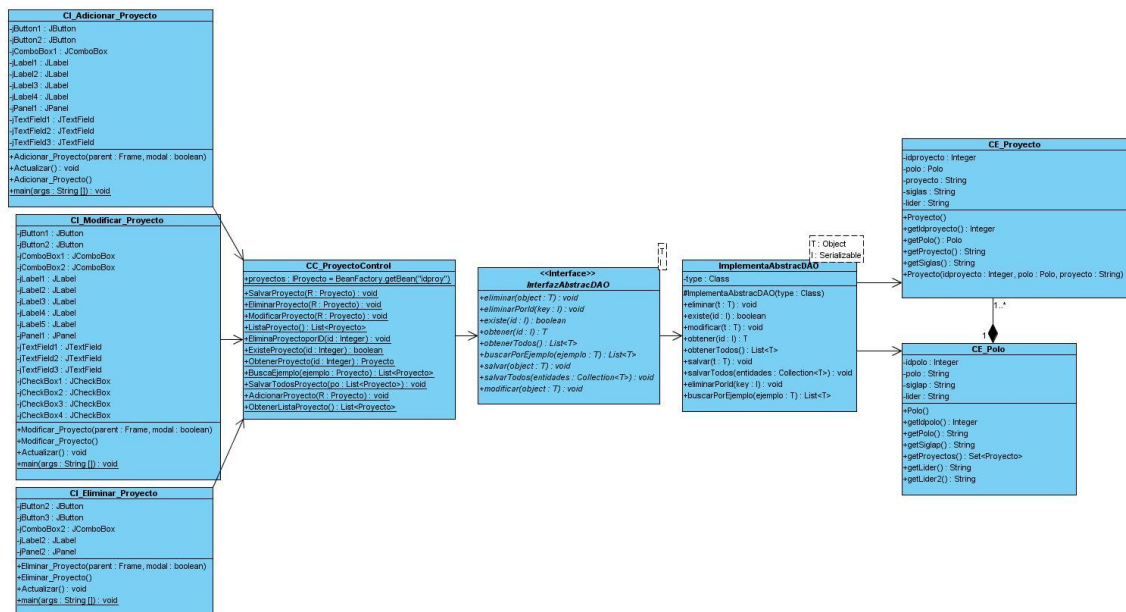 CI_Adicionar_Proyecto
-jButton1 : JButton
-jButton2 : JButton
-jComboBox1 : JComboBox
-jLabel1 : JLabel
-jLabel2 : JLabel
-jLabel3 : JLabel
-jLabel4 : JLabel
-jPanel1 : JPanel
-jTextField1 : JTextField
-jTextField2 : JTextField
-jTextField3 : JTextField
+Adicionar_Proyecto(parent : Frame, modal : boolean)
+Actualizar() : void
+Adicionar_Proyecto()
+main(args : String []) : void
CI_Modificar_Proyecto
-jButton1 : JButton
-jButton2 : JButton
-jComboBox1 : JComboBox
-jComboBox2 : JComboBox
-jLabel1 : JLabel
-jLabel2 : JLabel
-jLabel3 : JLabel
-jLabel4 : JLabel
-jLabel5 : JLabel
-jPanel1 : JPanel
-jTextField1 : JTextField
-jTextField2 : JTextField
-jTextField3 : JTextField
-jCheckBox1 : JCheckBox
-jCheckBox2 : JCheckBox
-jCheckBox3 : JCheckBox
-jCheckBox4 : JCheckBox
+Modificar_Proyecto(parent : Frame, modal : boolean)
+Modificar_Proyecto()
+Actualizar() : void
+main(args : String []) : void
CI_Eliminar_Proyecto
-jButton2 : JButton
-jButton3 : JButton
-jComboBox2 : JComboBox
-jLabel2 : JLabel
-jPanel2 : JPanel
+Eliminar_Proyecto(parent : Frame, modal : boolean)
+Eliminar_Proyecto()
+Actualizar() : void
+main(args : String []) : void
CC_ProyectoControl
+proyectos : IProyecto = BeanFactory.getBean("idproy")
+SalvarProyecto(R : Proyecto) : void
+EliminarProyecto(R : Proyecto) : void
+ModificarProyecto(R : Proyecto) : void
+ListaProyecto() : List<Proyecto>
+EliminaProyectoporID(id : Integer) : void
+ExisteProyecto(id : Integer) : boolean
+ObtenerProyecto(id : Integer) : Proyecto
+BuscaEjemplo(ejemplo : Proyecto) : List<Proyecto>
+SalvarTodosProyecto(po : List<Proyecto>) : void
+AdicionarProyecto(R : Proyecto) : void
+ObtenerListaProyecto() : List<Proyecto>
T
I
<<Interface>>
InterfazAbstracDAO
+eliminar(object : T) : void
+eliminarPorId(key : I) : void
+existe(id : I) : boolean
+obtener(id : I) : T
+obtenerTodos() : List<T>
+buscarPorEjemplo(ejemplo : T) : List<T>
+salvar(object : T) : void
+salvarTodos(entidades : Collection<T>) : void
+modificar(object : T) : void
T : Object
I : Serializable
ImplementaAbstracDAO
-type : Class
#ImplementaAbstracDAO(type : Class)
+eliminar(t : T) : void
+existe(id : I) : boolean
+modificar(t : T) : void
+obtener(id : I) : T
+obtenerTodos() : List<T>
+salvar(t : T) : void
+salvarTodos(entidades : Collection<T>) : void
+eliminarPorId(key : I) : void
+buscarPorEjemplo(ejemplo : T) : List<T>
CE_Proyecto
-idproyecto : Integer
-polo : Polo
-proyecto : String
-siglas : String
-lider : String
+Proyecto()
+getIdproyecto() : Integer
+getPolo() : Polo
+getProyecto() : String
+getSiglas() : String
+Proyecto(idproyecto : Integer, polo : Polo, proyecto : String)
1..*
1
CE_Polo
-idpolo : Integer
-polo : String
-siglap : String
-lider : String
+Polo()
+getIdpolo() : Integer
+getPolo() : String
+getSiglap() : String
+getProyectos() : Set<Proyecto>
+getLider() : String
+getLider2() : String